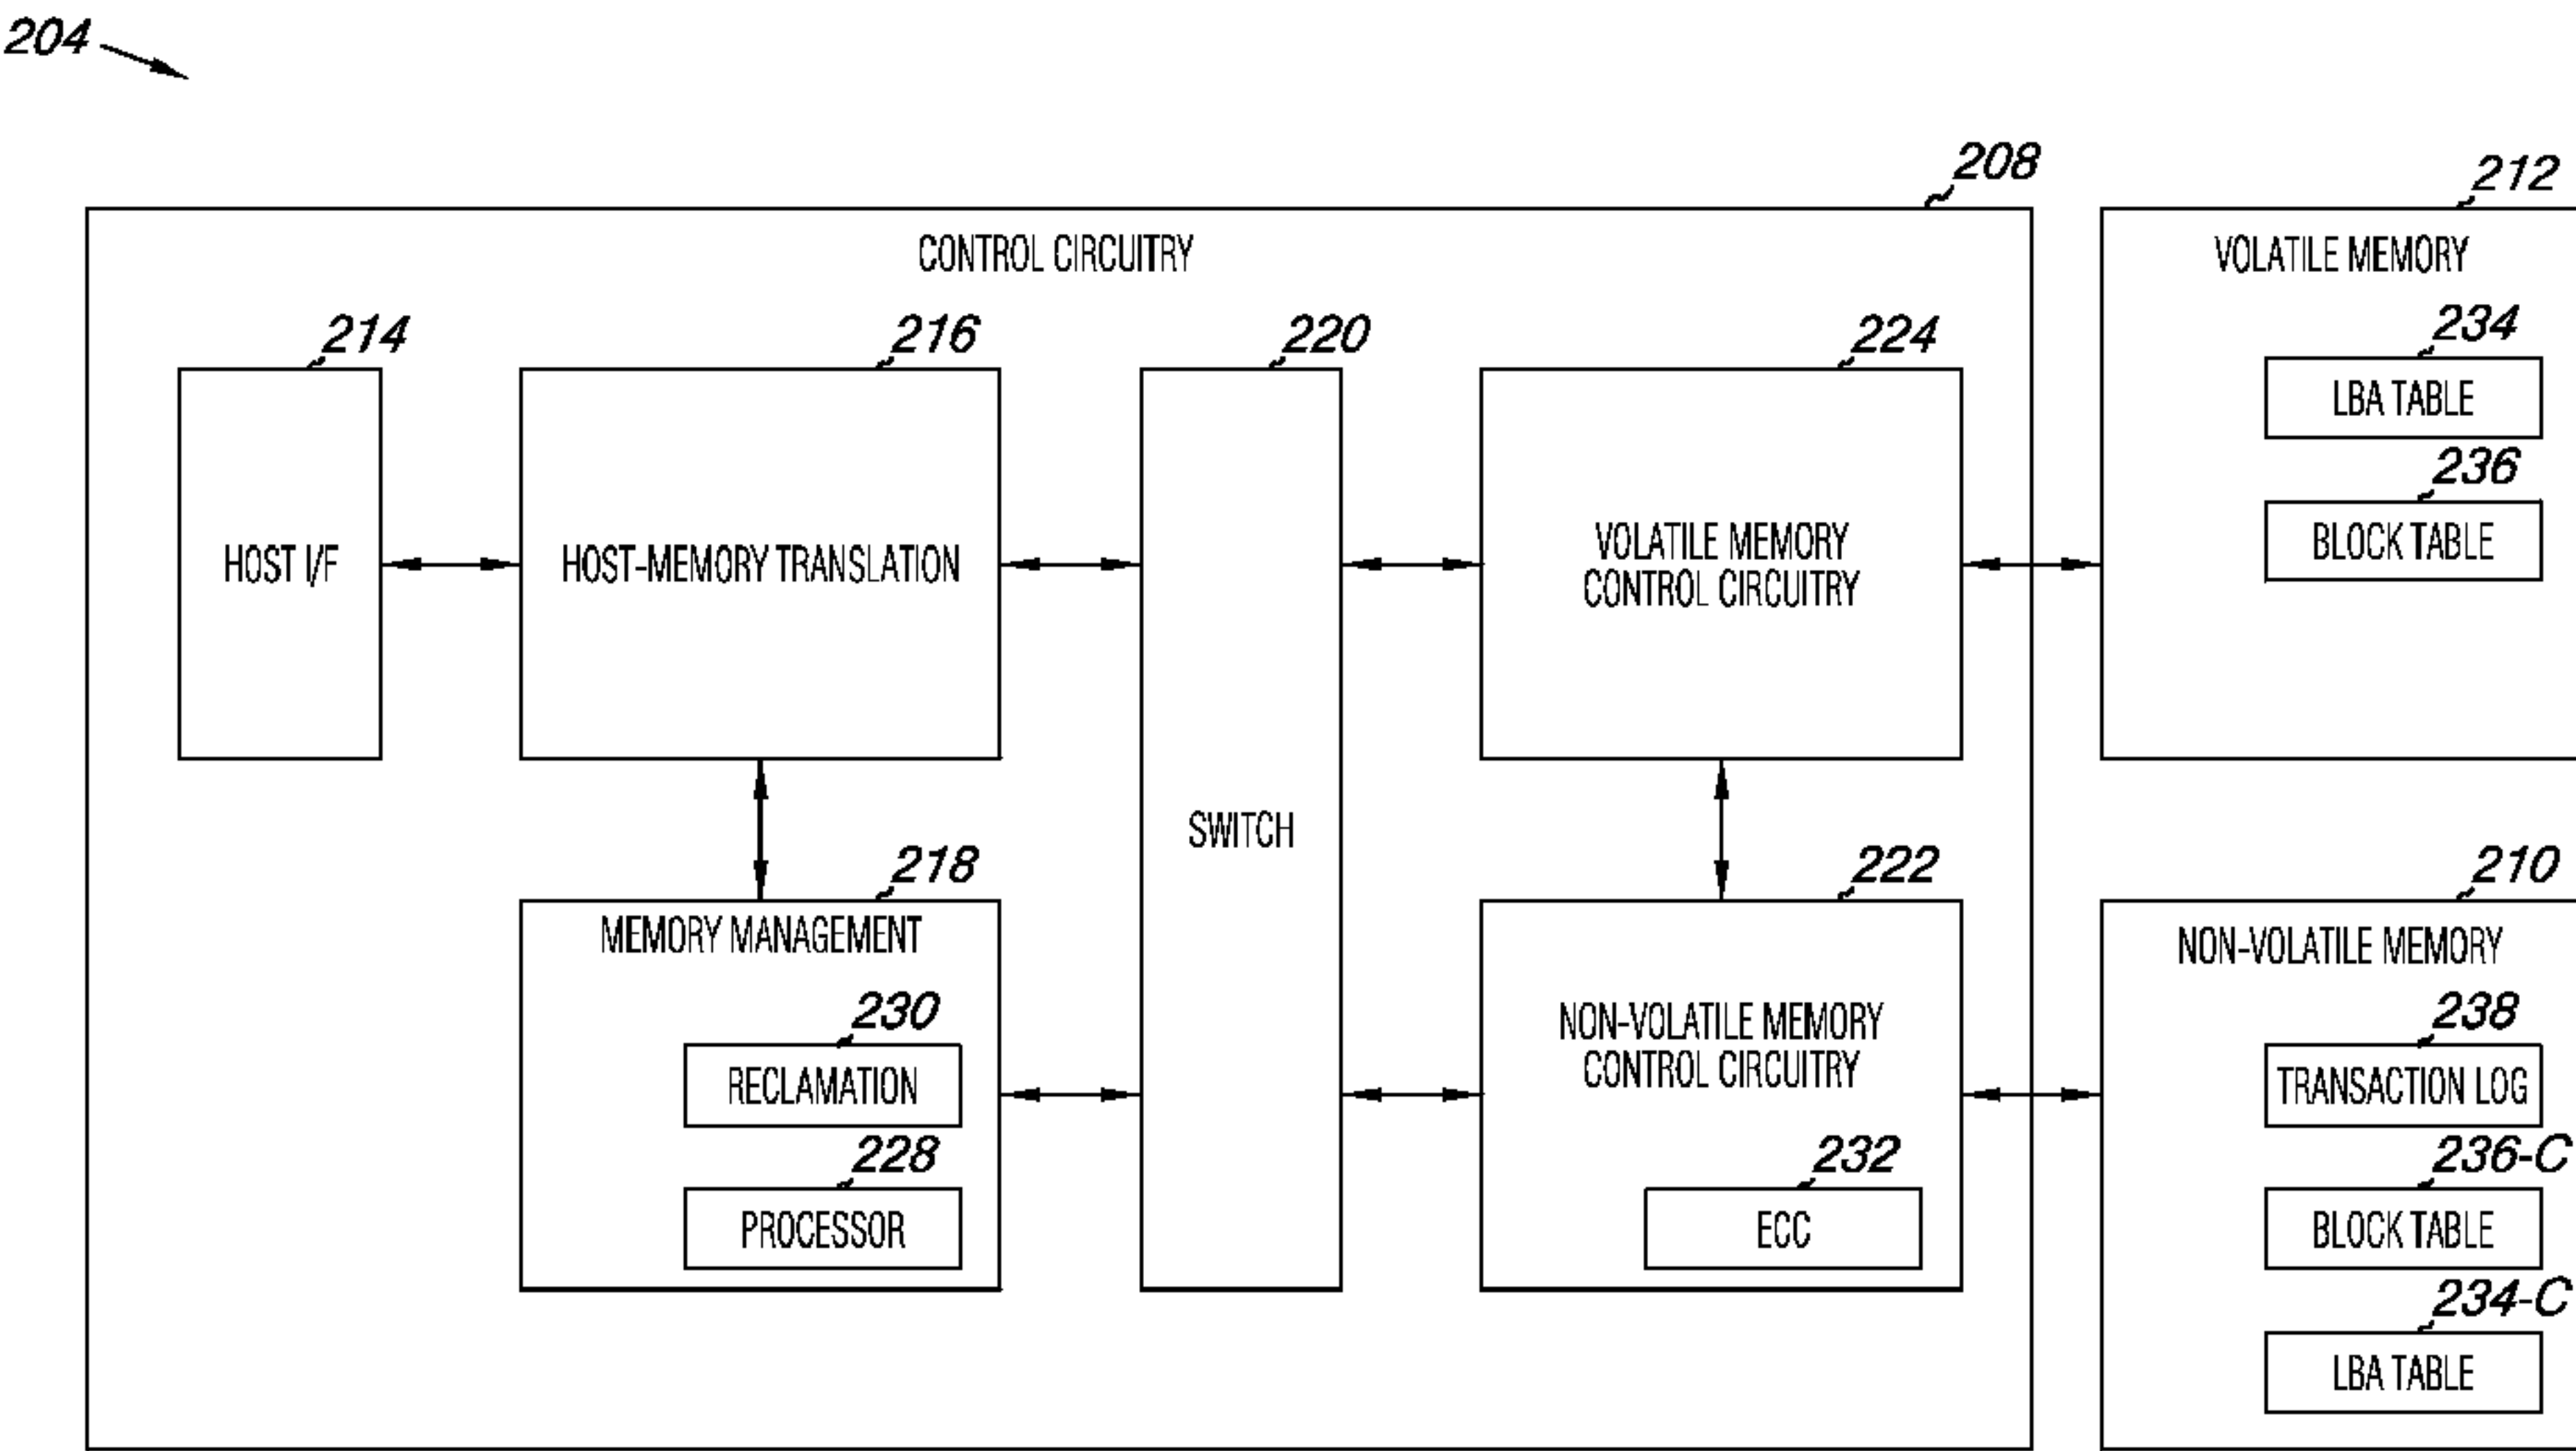 204
208
212
CONTROL CIRCUITRY
VOLATILE MEMORY
214
216
220
224
234
LBA TABLE
236
BLOCK TABLE
HOST I/F
HOST-MEMORY TRANSLATION
VOLATILE MEMORY
CONTROL CIRCUITRY
SWITCH
218
222
210
MEMORY MANAGEMENT
NON-VOLATILE MEMORY
230
RECLAMATION
228
PROCESSOR
NON-VOLATILE MEMORY
CONTROL CIRCUITRY
232
ECC
238
TRANSACTION LOG
236-C
BLOCK TABLE
234-C
LBA TABLE